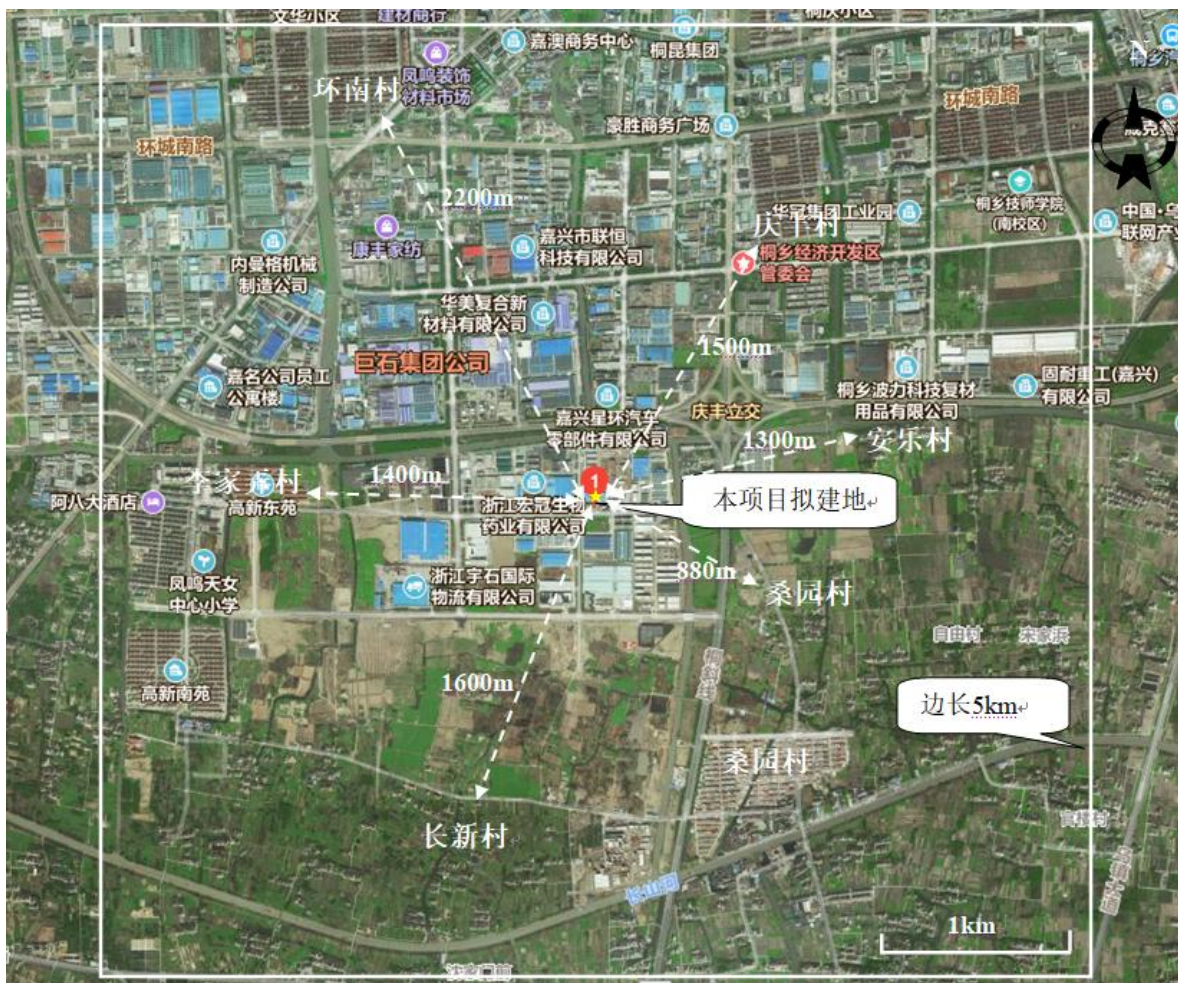 文华小区
建材商行
嘉澳商务中心
桐昆集团
N
环南村
凤鸣装饰
材料市场
豪胜商务广场
环城南路
环城南路
桐乡技师学院
(南校区)
中国·乌
联网产业
2200m
华冠集团工业园
庆丰村
康丰家纺
嘉兴市联恒
科技有限公司
桐乡经济开发区
管委会
内曼格机械
制造公司
华美复合新
材料有限公司
1500m
巨石集团公司
嘉名公司员工
公寓楼
桐乡波力科技复材
用品有限公司
固耐重工(嘉兴)
有限公司
嘉兴星环汽车
零部件有限公司
庆丰立交
1300m
安乐村
1400m
阿八大酒店
高新东苑
1
浙江宏冠生物
药业有限公司
本项目拟建地
880m
桑园村
凤鸣天女
中心小学
浙江宇石国际
物流有限公司
自由村
宋家浜
1600m
高新南苑
边长5km
桑园村
长新村
长山河
1km